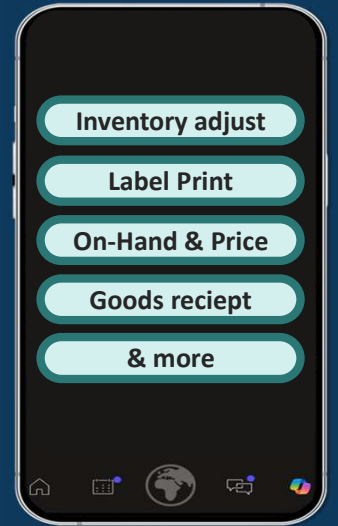 Inventory adjust
Label Print
On-Hand & Price
Goods reciept
& more